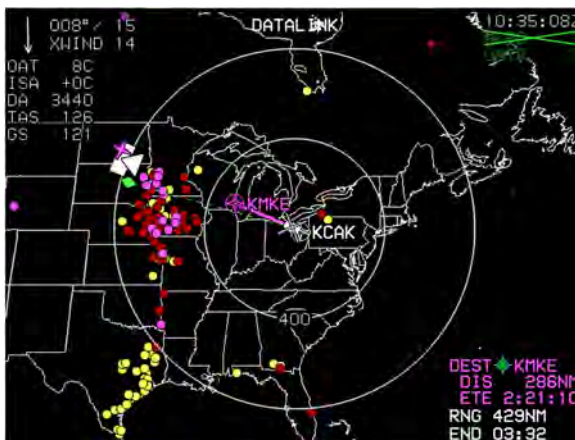 008° / 15
XWIND 14
OAT 8C
ISA +0C
DA 3440
TAS 126
GS 121
DATALINK
10:35:08Z
KMKE
KCAK
400
DEST KMKE
DIS 286NM
ETE 2:21:10
RNG 429NM
END 03:32